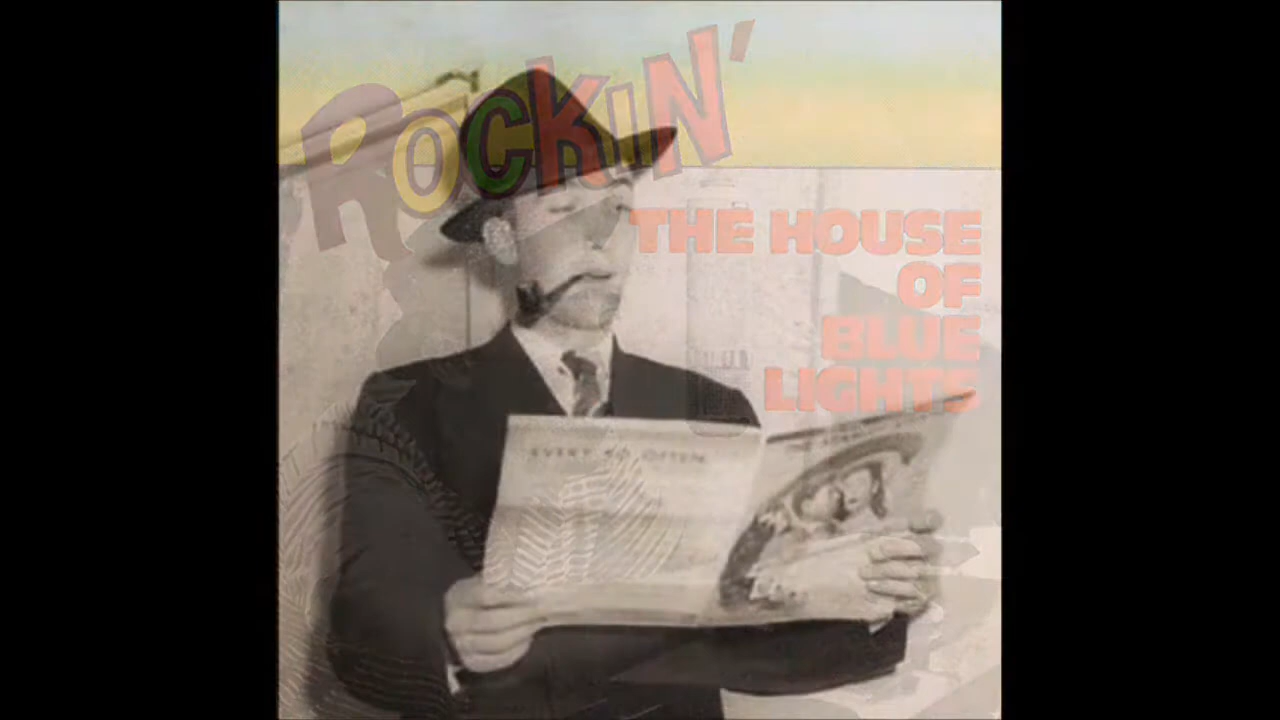 ROCKIN'
THE HOUSE
OF
BLUE
LIGHTS
EVERY SO OFTEN